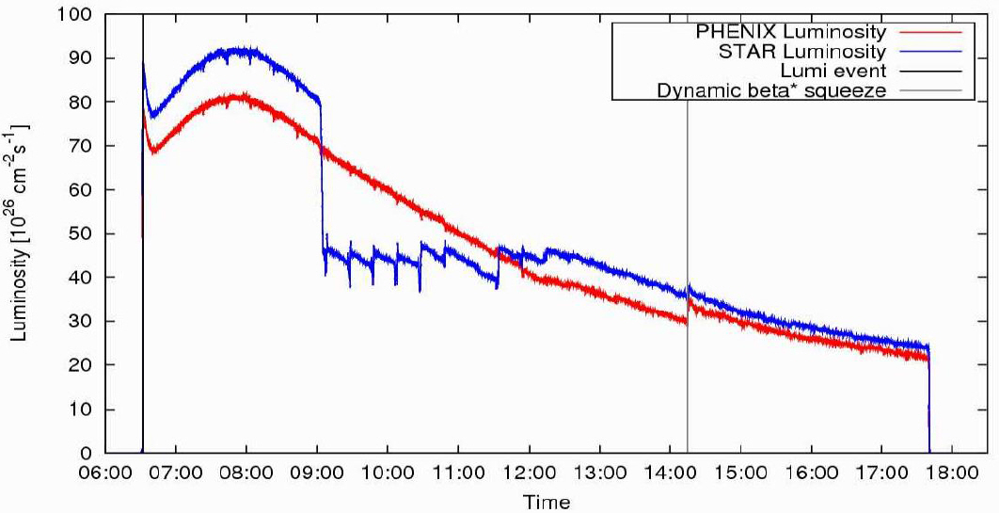 100
90
80
70
60
50
40
30
20
10
0
Luminosity [10^26 cm^-2 s^-1]
PHENIX Luminosity
STAR Luminosity
Lumi event
Dynamic beta* squeeze
06:00 07:00 08:00 09:00 10:00 11:00 12:00 13:00 14:00 15:00 16:00 17:00 18:00
Time